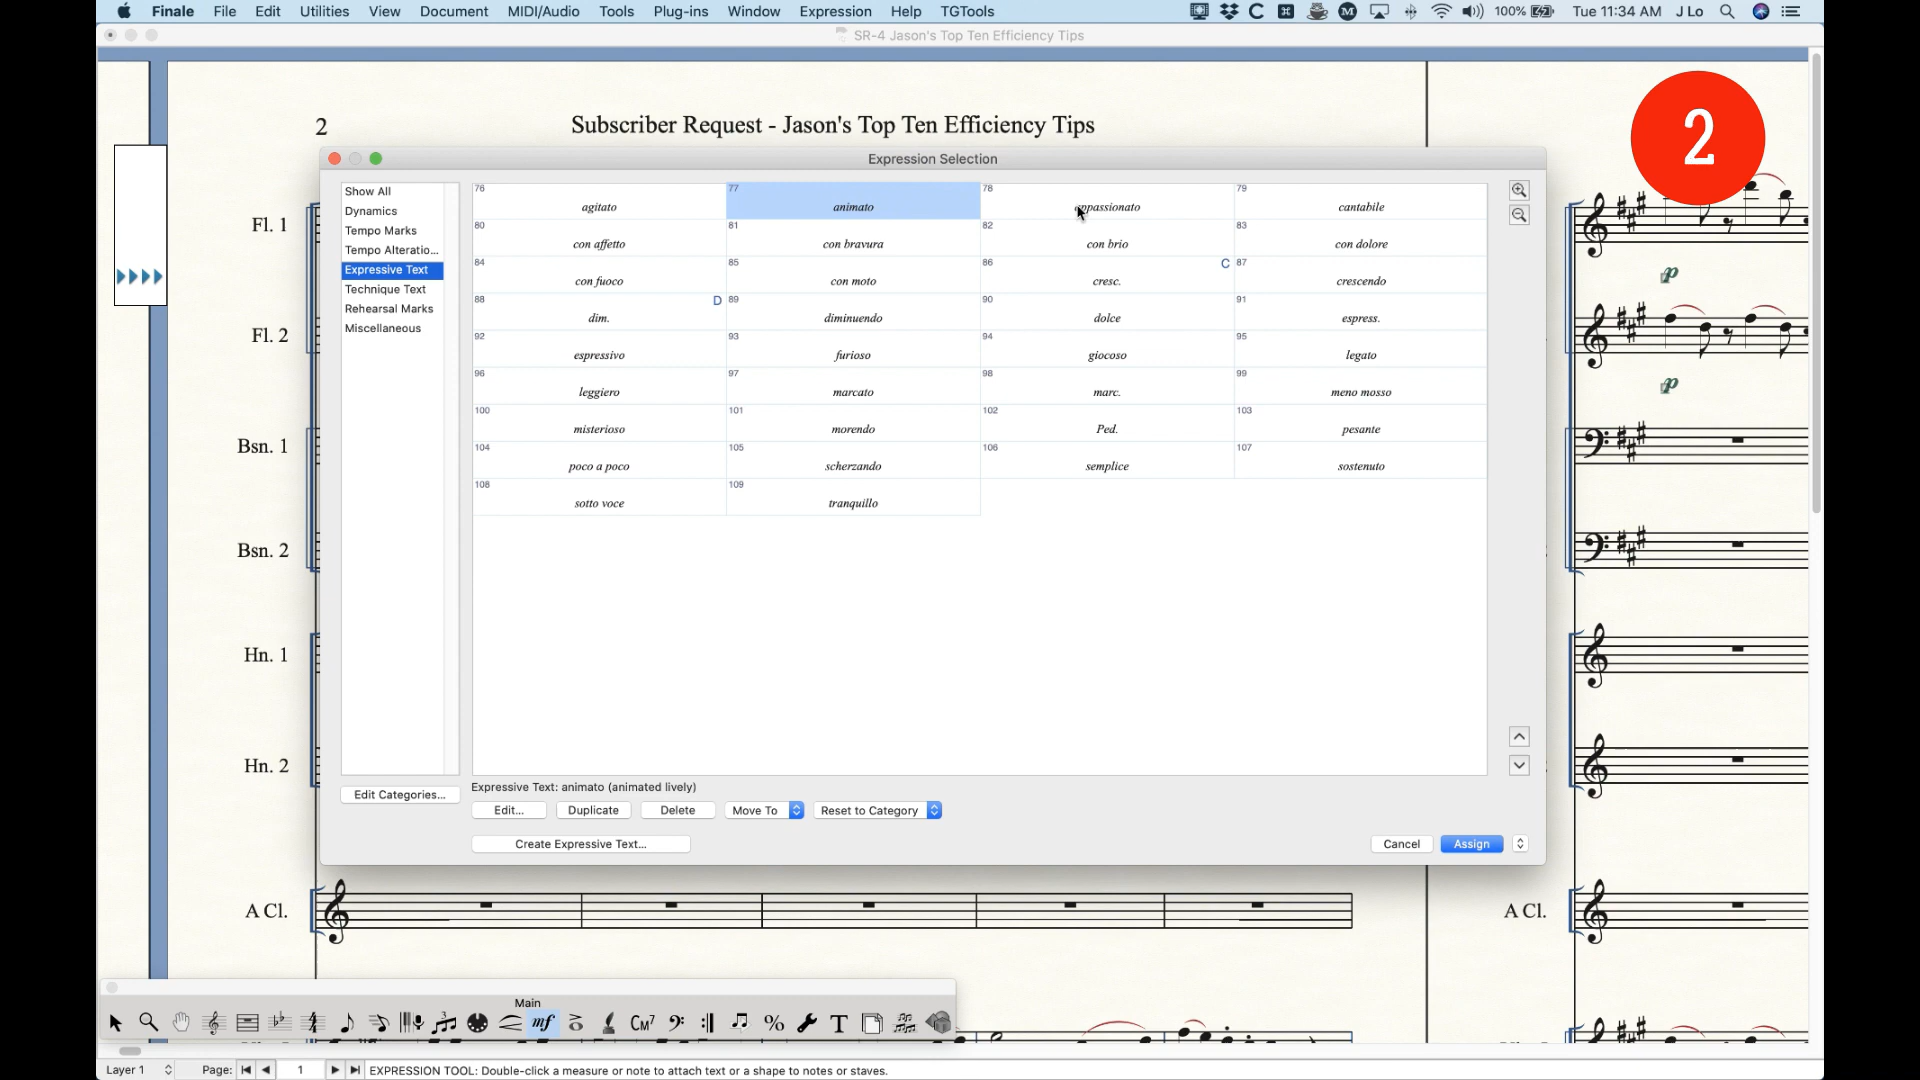 Finale File Edit Utilities View Document MIDI/Audio Tools Plug-ins Window Expression Help TGTools 100% Tue 11:34 AM J Lo
SR-4 Jason's Top Ten Efficiency Tips
2
2 Subscriber Request - Jason's Top Ten Efficiency Tips
Expression Selection
Show All
Dynamics
Tempo Marks
Tempo Alteratio...
Expressive Text
Technique Text
Rehearsal Marks
Miscellaneous
76 77 78 79
agitato animato appassionato cantabile
80 81 82 83
con affetto con bravura con brio con dolore
84 85 86 C 87
con fuoco con moto cresc. crescendo
88 D 89 90 91
dim. diminuendo dolce espress.
92 93 94 95
espressivo furioso giocoso legato
96 97 98 99
leggiero marcato marc. meno mosso
100 101 102 103
misterioso morendo Ped. pesante
104 105 106 107
poco a poco scherzando semplice sostenuto
108 109
sotto voce tranquillo
Expressive Text: animato (animated lively)
Edit Categories... Edit... Duplicate Delete Move To Reset to Category
Create Expressive Text... Cancel Assign
Fl. 1
p
Fl. 2
p
Bsn. 1
Bsn. 2
Hn. 1
Hn. 2
A Cl. A Cl.
Main
mf CM7 % T
Layer 1 Page: 1 EXPRESSION TOOL: Double-click a measure or note to attach text or a shape to notes or staves.